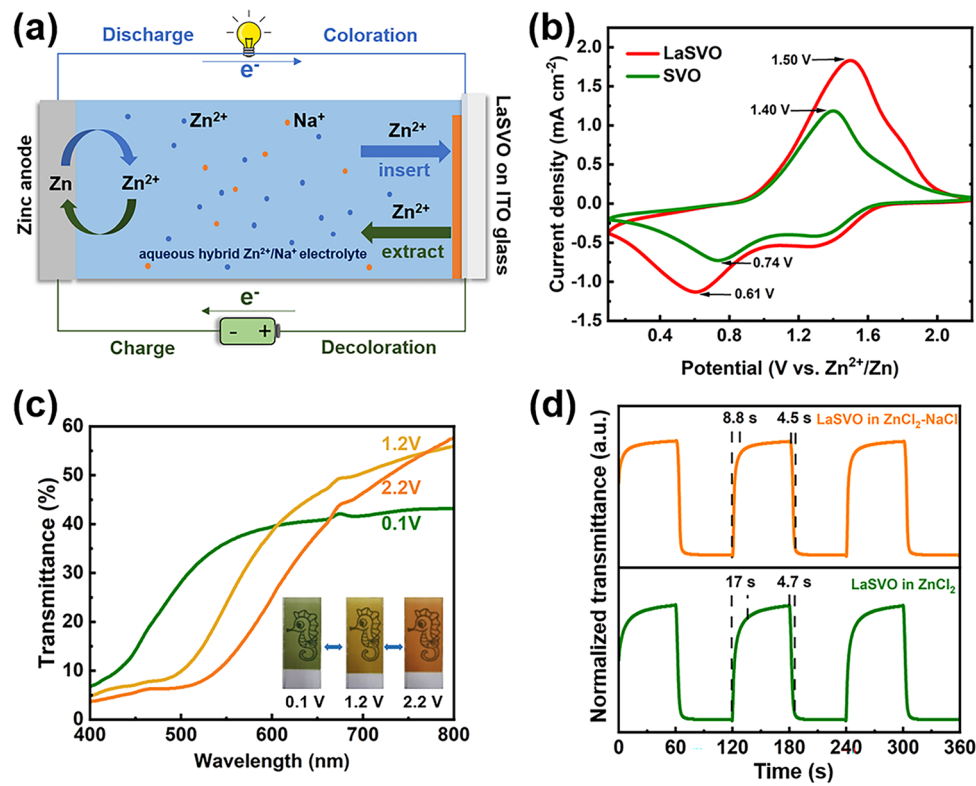 (a)
Discharge
Coloration
e⁻
Zinc anode
Zn
Zn²⁺
Zn²⁺
Na⁺
Zn²⁺
insert
Zn²⁺
extract
aqueous hybrid Zn²⁺/Na⁺ electrolyte
LaSVO on ITO glass
e⁻
- +
Charge
Decoloration
(b)
Current density (mA cm⁻²)
2.0
1.5
1.0
0.5
0.0
-0.5
-1.0
-1.5
LaSVO
SVO
1.50 V
1.40 V
0.74 V
0.61 V
0.4 0.8 1.2 1.6 2.0
Potential (V vs. Zn²⁺/Zn)
(c)
Transmittance (%)
60
50
40
30
20
10
0
1.2V
2.2V
0.1V
0.1 V 1.2 V 2.2 V
400 500 600 700 800
Wavelength (nm)
(d)
Normalized transmittance (a.u.)
8.8 s 4.5 s
LaSVO in ZnCl₂-NaCl
17 s 4.7 s
LaSVO in ZnCl₂
0 60 120 180 240 300 360
Time (s)